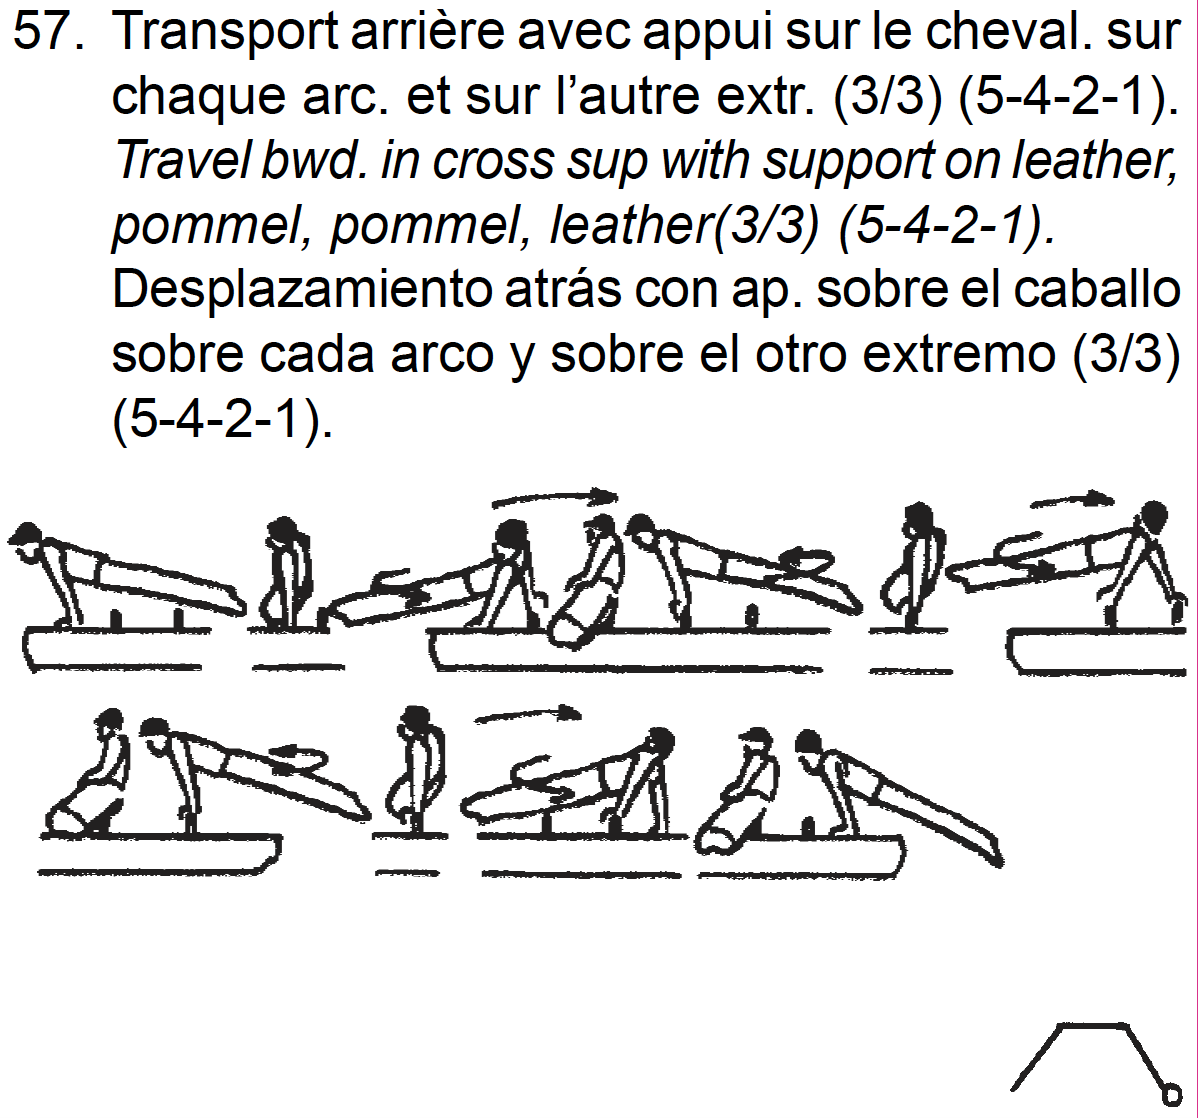 57. Transport arrière avec appui sur le cheval. sur
chaque arc. et sur l’autre extr. (3/3) (5-4-2-1).
Travel bwd. in cross sup with support on leather,
pommel, pommel, leather(3/3) (5-4-2-1).
Desplazamiento atrás con ap. sobre el caballo
sobre cada arco y sobre el otro extremo (3/3)
(5-4-2-1).